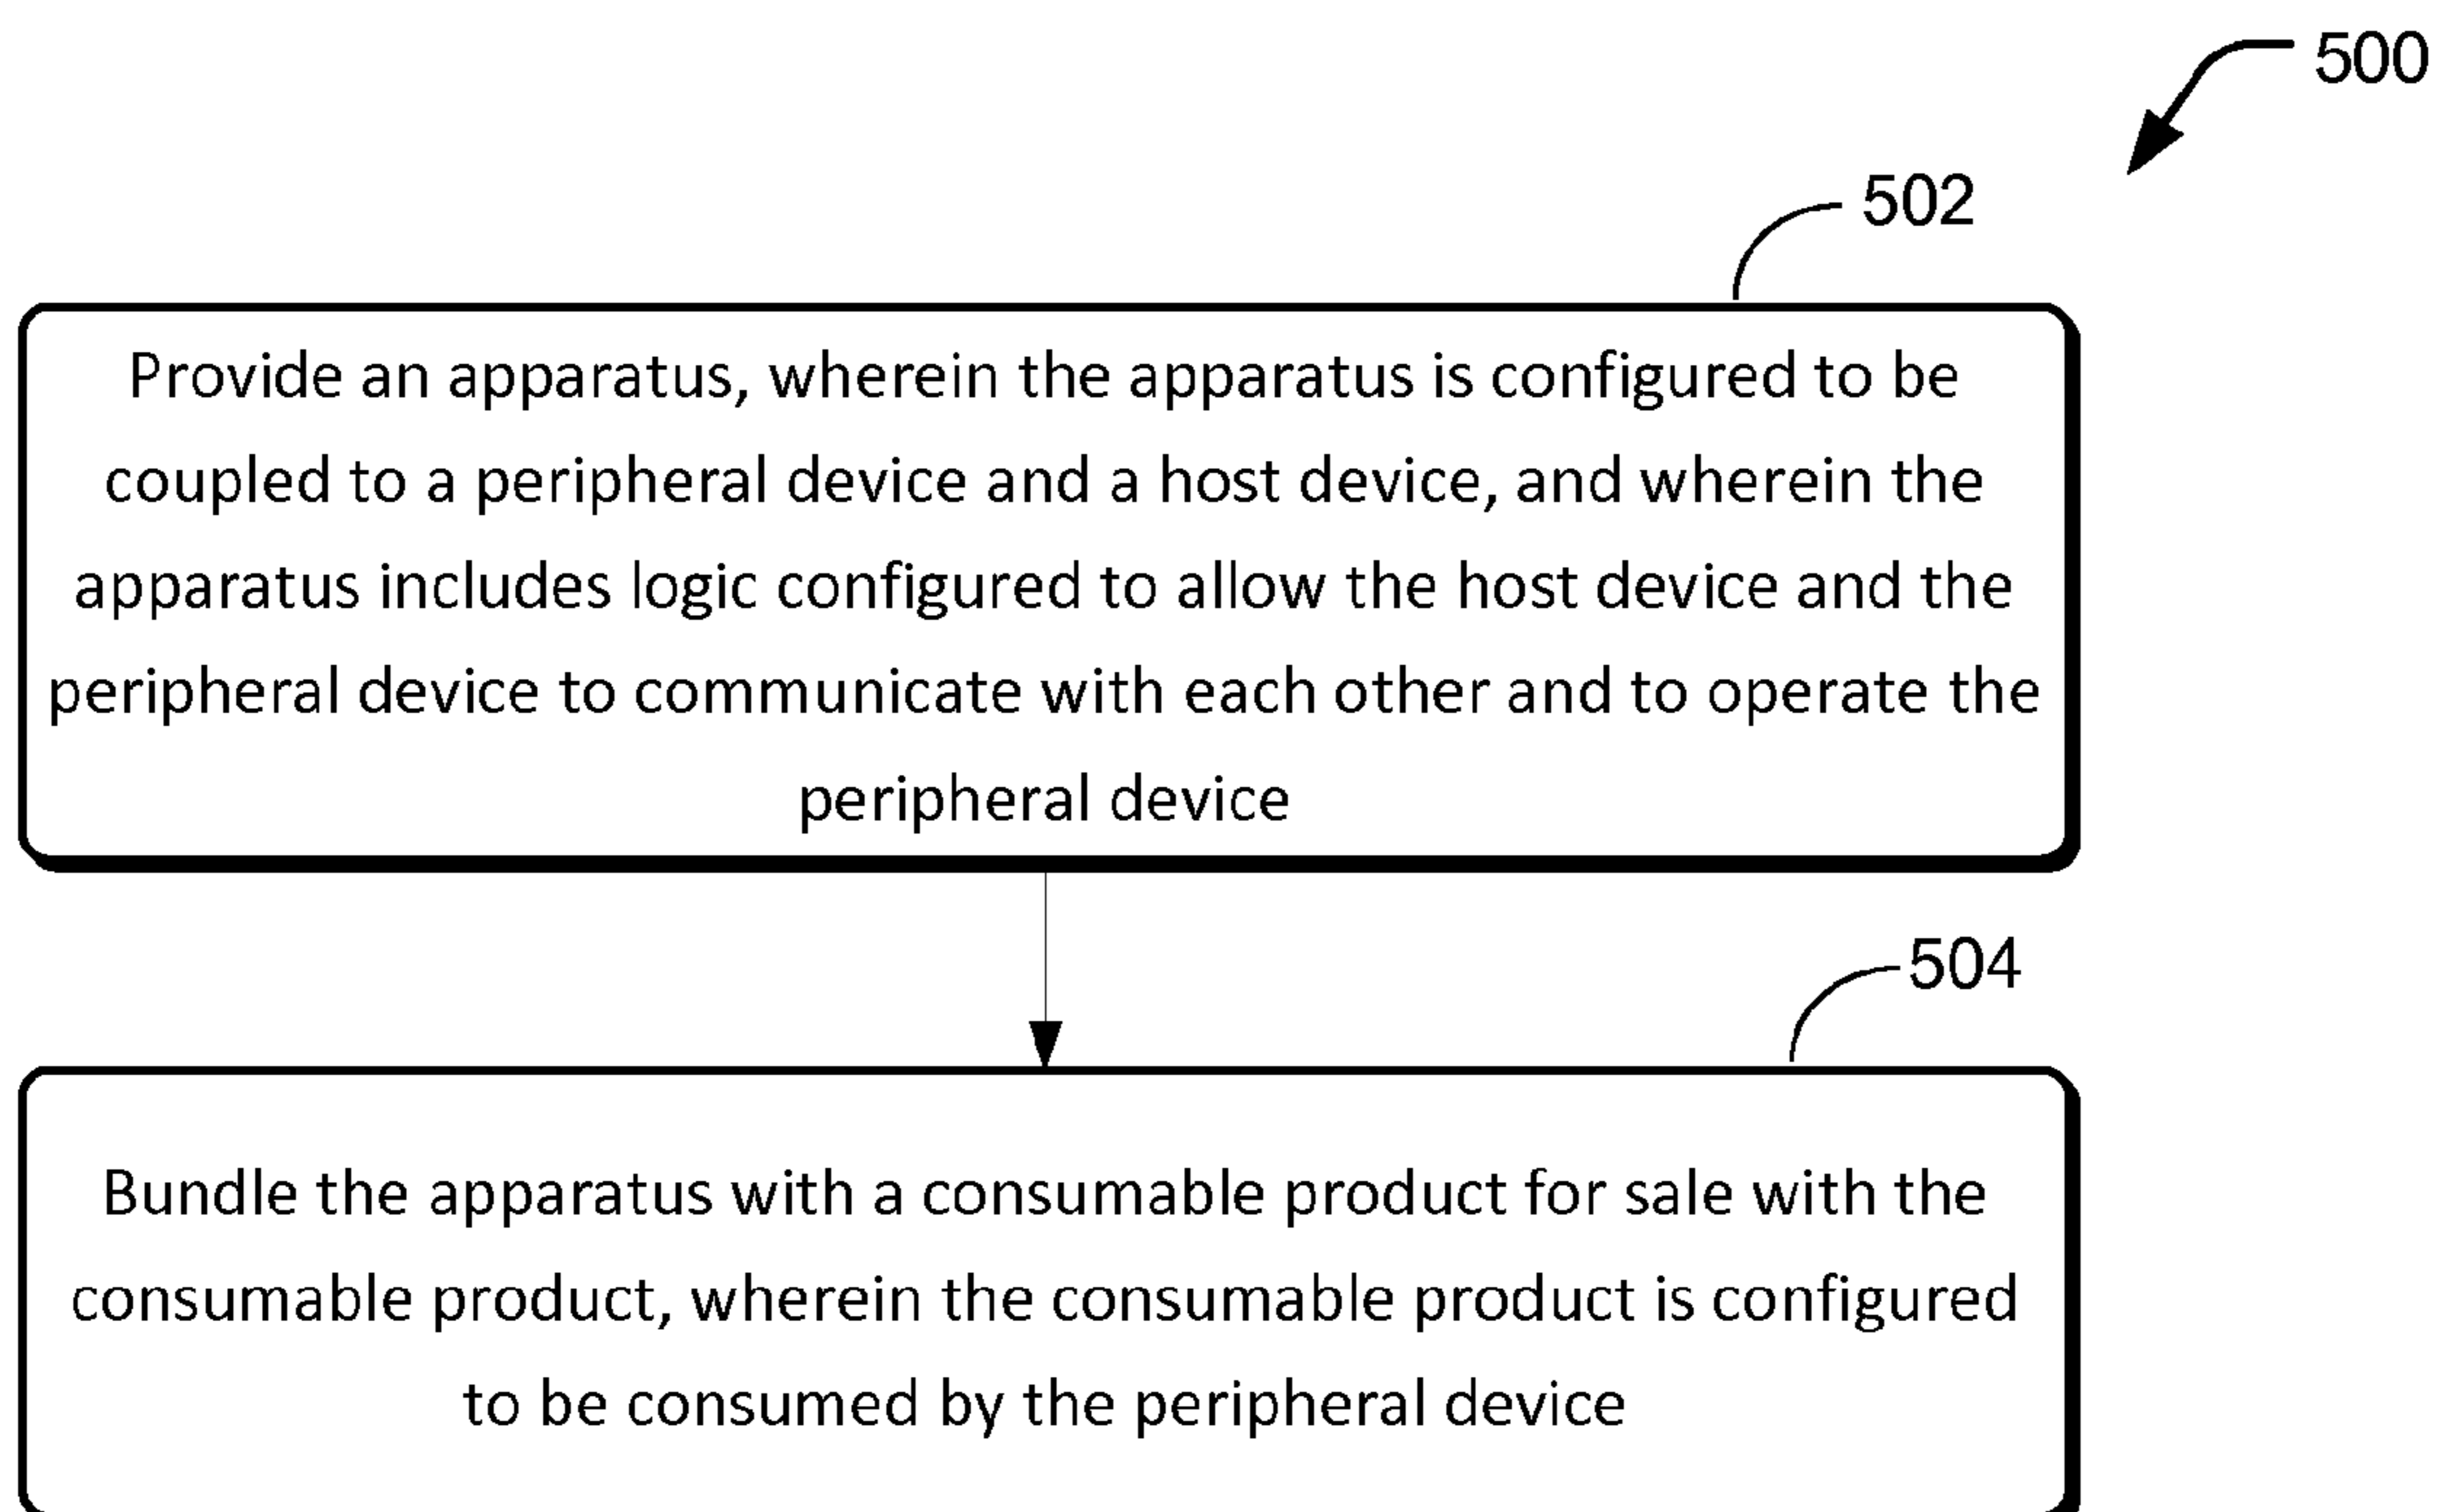 500
502
Provide an apparatus, wherein the apparatus is configured to be
coupled to a peripheral device and a host device, and wherein the
apparatus includes logic configured to allow the host device and the
peripheral device to communicate with each other and to operate the
peripheral device
504
Bundle the apparatus with a consumable product for sale with the
consumable product, wherein the consumable product is configured
to be consumed by the peripheral device